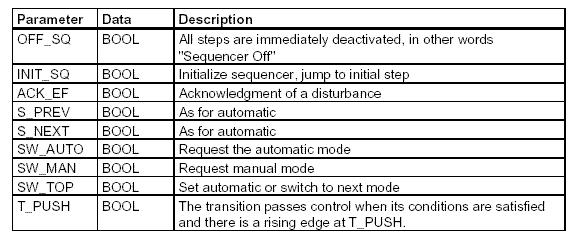 Parameter Data Description
OFF_SQ BOOL All steps are immediately deactivated, in other words
"Sequencer Off"
INIT_SQ BOOL Initialize sequencer, jump to initial step
ACK_EF BOOL Acknowledgment of a disturbance
S_PREV BOOL As for automatic
S_NEXT BOOL As for automatic
SW_AUTO BOOL Request the automatic mode
SW_MAN BOOL Request manual mode
SW_TOP BOOL Set automatic or switch to next mode
T_PUSH BOOL The transition passes control when its conditions are satisfied
and there is a rising edge at T_PUSH.